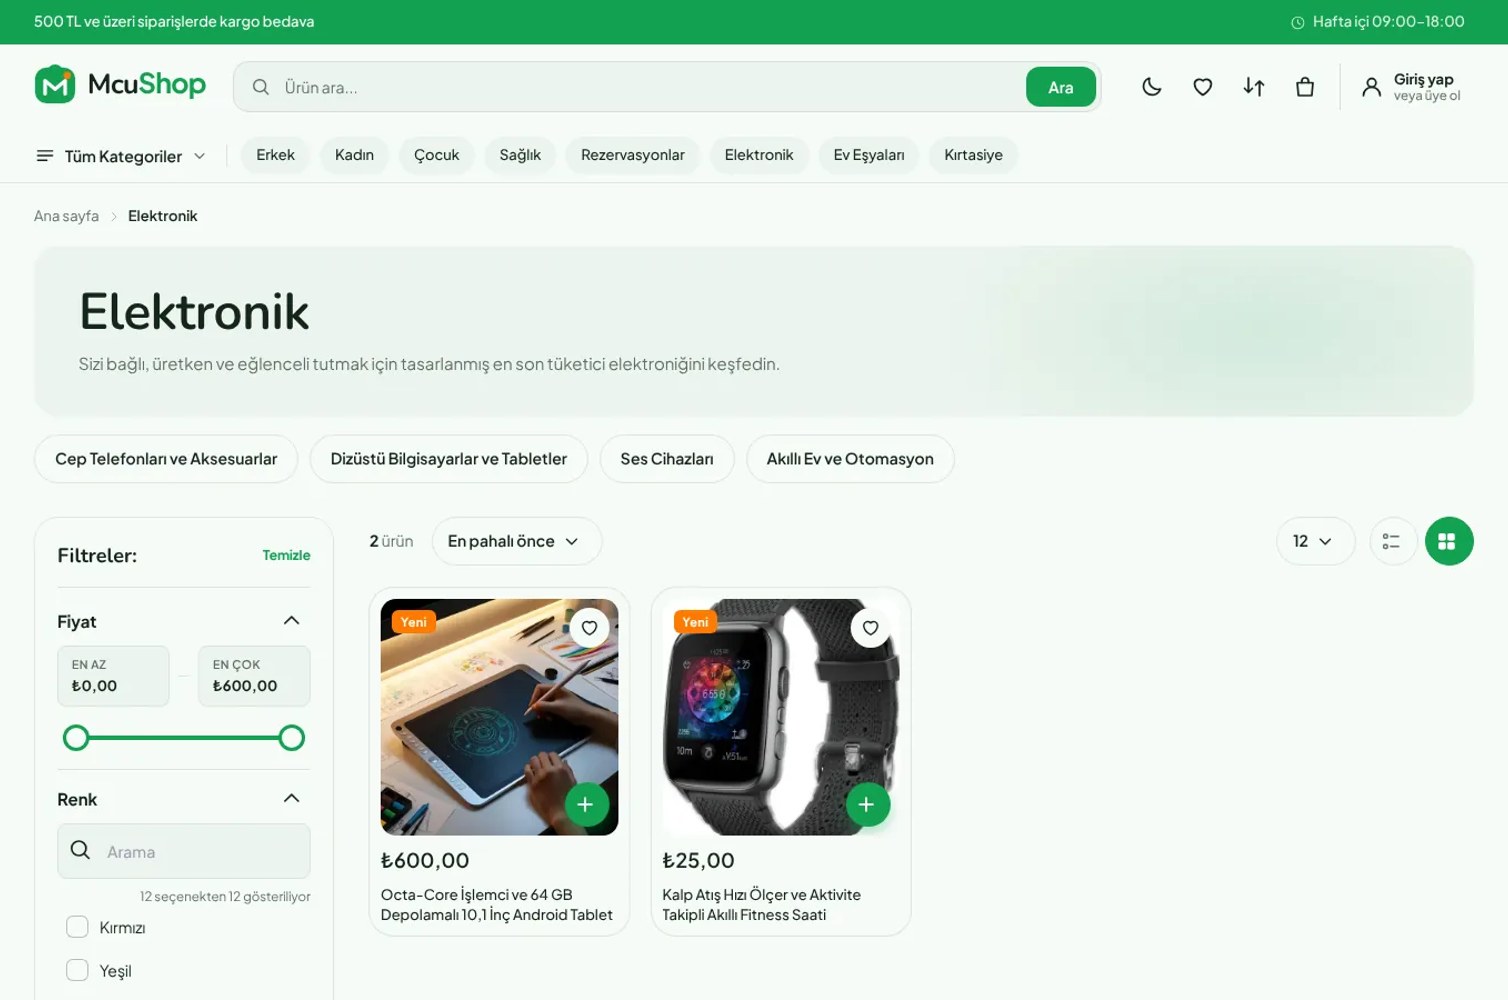 500 TL ve üzeri siparişlerde kargo bedava
Hafta içi 09:00–18:00
McuShop
Ürün ara...
Ara
Giriş yap
veya üye ol
Tüm Kategoriler
Erkek
Kadın
Çocuk
Sağlık
Rezervasyonlar
Elektronik
Ev Eşyaları
Kırtasiye
Ana sayfa
Elektronik
Elektronik
Sizi bağlı, üretken ve eğlenceli tutmak için tasarlanmış en son tüketici elektroniğini keşfedin.
Cep Telefonları ve Aksesuarlar
Dizüstü Bilgisayarlar ve Tabletler
Ses Cihazları
Akıllı Ev ve Otomasyon
Filtreler:
Temizle
Fiyat
EN AZ
₺0,00
EN ÇOK
₺600,00
Renk
Arama
12 seçenekten 12 gösteriliyor
Kırmızı
Yeşil
2 ürün
En pahalı önce
12
Yeni
₺600,00
Octa-Core İşlemci ve 64 GB
Depolamalı 10,1 İnç Android Tablet
Yeni
10m
₺25,00
Kalp Atış Hızı Ölçer ve Aktivite
Takipli Akıllı Fitness Saati